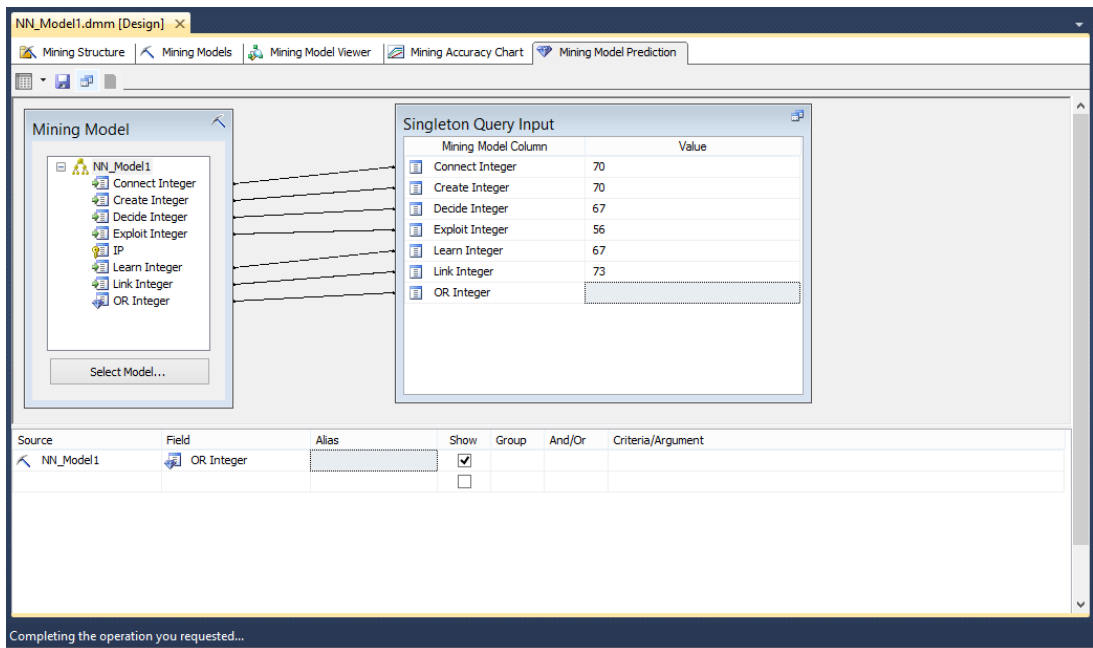 NN_Model1.dmm [Design]
Mining Structure Mining Models Mining Model Viewer Mining Accuracy Chart Mining Model Prediction
Mining Model
NN_Model1
Connect Integer
Create Integer
Decide Integer
Exploit Integer
IP
Learn Integer
Link Integer
OR Integer
Select Model...
Singleton Query Input
Mining Model Column Value
Connect Integer 70
Create Integer 70
Decide Integer 67
Exploit Integer 56
Learn Integer 67
Link Integer 73
OR Integer
Source Field Alias Show Group And/Or Criteria/Argument
NN_Model1 OR Integer
Completing the operation you requested...